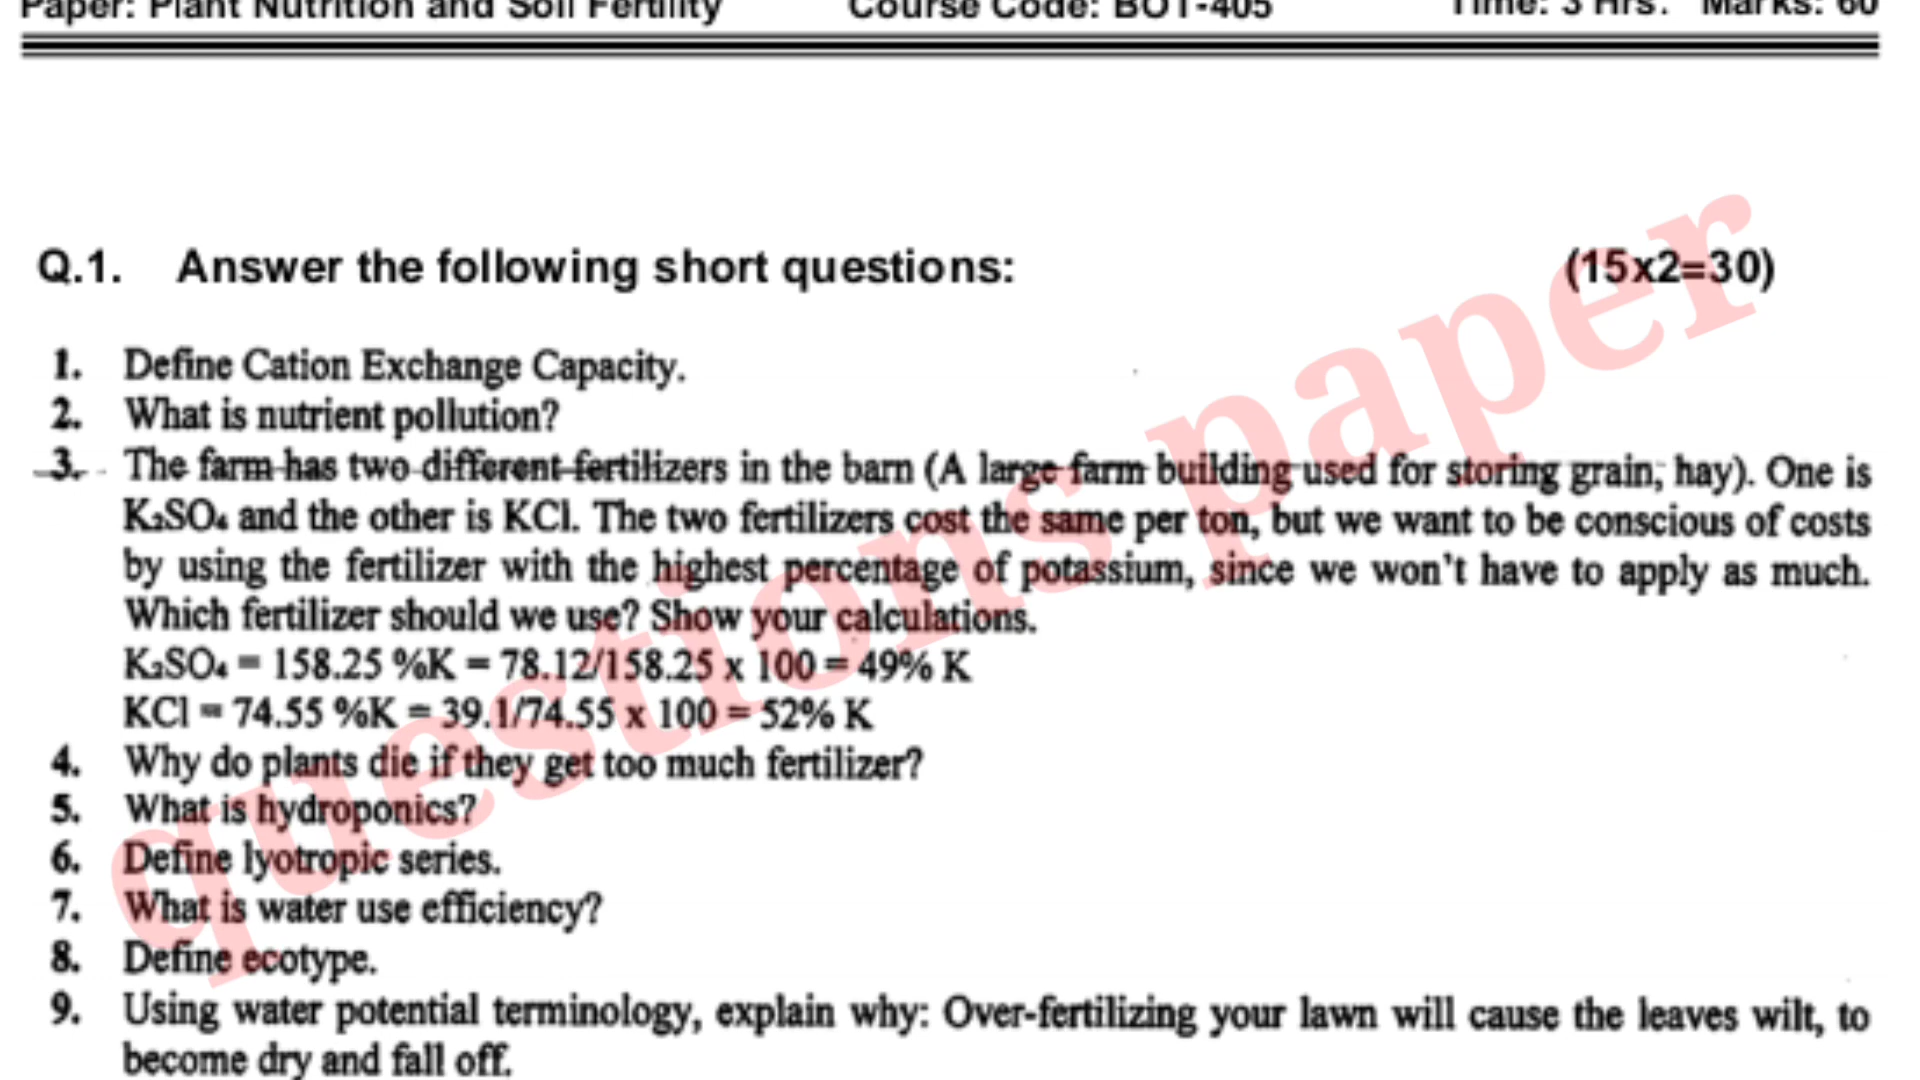 Paper: Plant Nutrition and Soil Fertility Course Code: BOT-405 Time: 3 Hrs. Marks: 60
Q.1. Answer the following short questions: (15x2=30)
1. Define Cation Exchange Capacity.
2. What is nutrient pollution?
3. The farm has two different fertilizers in the barn (A large farm building used for storing grain, hay). One is
K₂SO₄ and the other is KCl. The two fertilizers cost the same per ton, but we want to be conscious of costs
by using the fertilizer with the highest percentage of potassium, since we won't have to apply as much.
Which fertilizer should we use? Show your calculations.
K₂SO₄ = 158.25 %K = 78.12/158.25 x 100 = 49% K
KCl = 74.55 %K = 39.1/74.55 x 100 = 52% K
4. Why do plants die if they get too much fertilizer?
5. What is hydroponics?
6. Define lyotropic series.
7. What is water use efficiency?
8. Define ecotype.
9. Using water potential terminology, explain why: Over-fertilizing your lawn will cause the leaves wilt, to
become dry and fall off.
questions paper